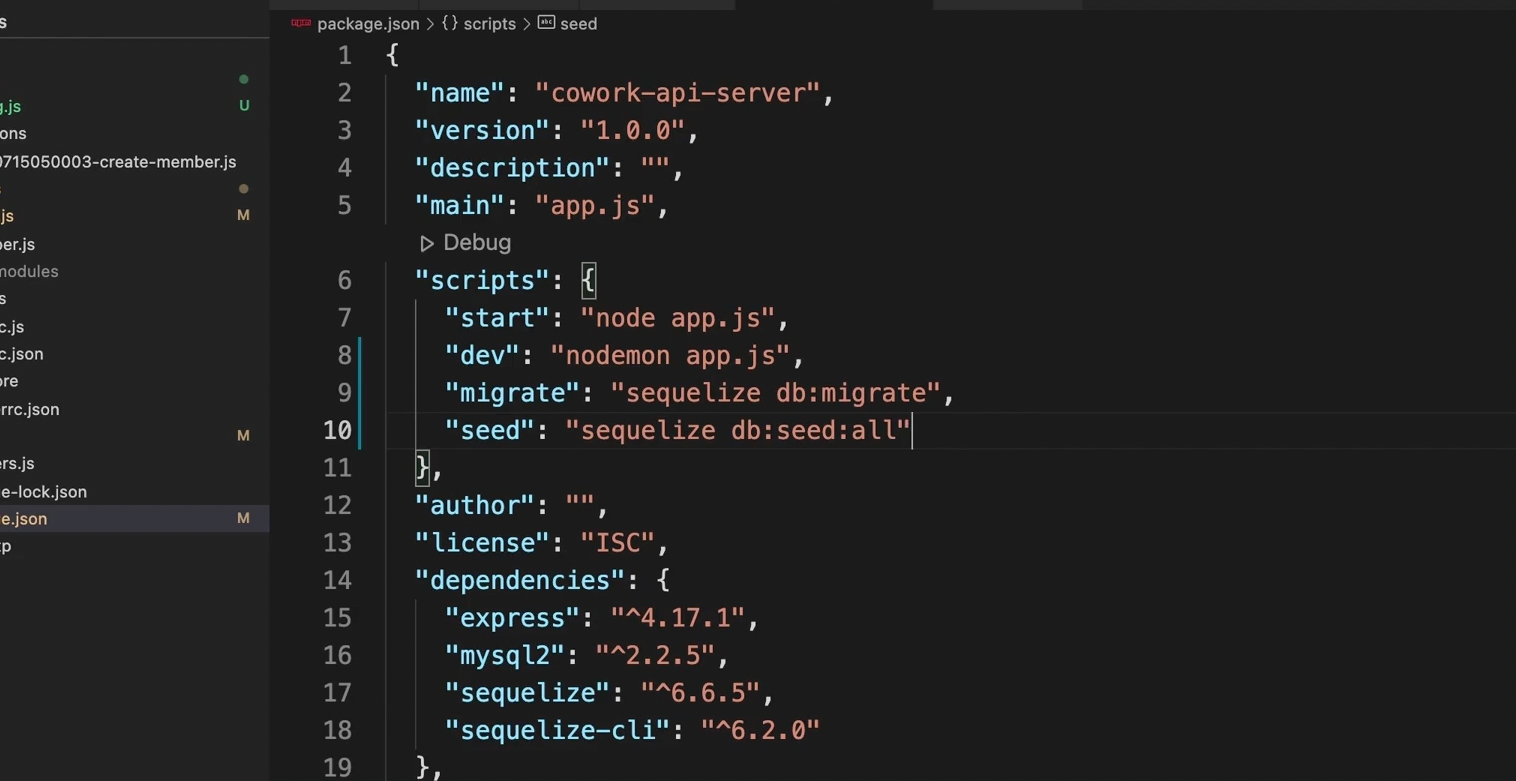 s
package.json > {} scripts > abc seed
g.js U
ons
0715050003-create-member.js
s
js M
ber.js
modules
s
c.js
c.json
ore
rrc.json
M
ers.js
e-lock.json
e.json M
tp
1 {
2 "name": "cowork-api-server",
3 "version": "1.0.0",
4 "description": "",
5 "main": "app.js",
Debug
6 "scripts": {
7 "start": "node app.js",
8 "dev": "nodemon app.js",
9 "migrate": "sequelize db:migrate",
10 "seed": "sequelize db:seed:all"
11 },
12 "author": "",
13 "license": "ISC",
14 "dependencies": {
15 "express": "^4.17.1",
16 "mysql2": "^2.2.5",
17 "sequelize": "^6.6.5",
18 "sequelize-cli": "^6.2.0"
19 },